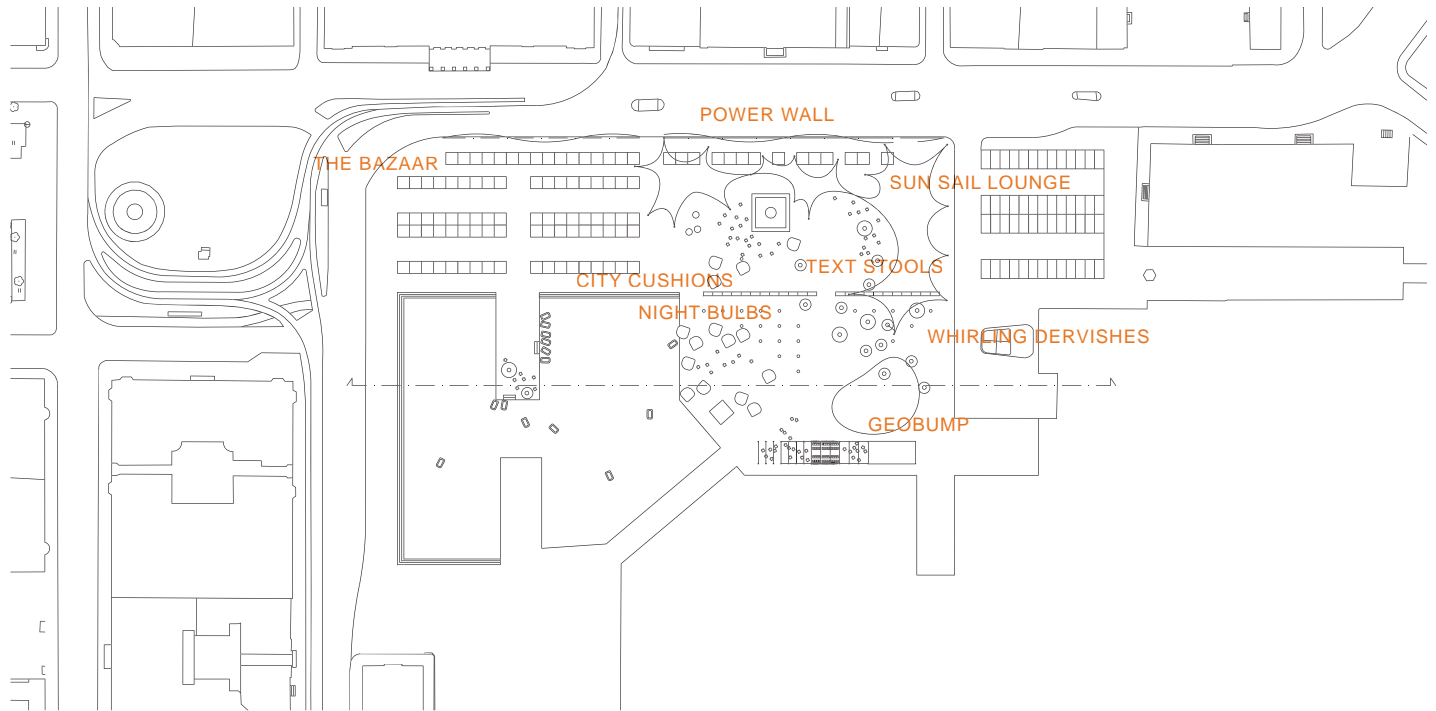 POWER WALL
THE BAZAAR
SUN SAIL LOUNGE
TEXT STOOLS
CITY CUSHIONS
NIGHT BULBS
WHIRLING DERVISHES
GEOBUMP